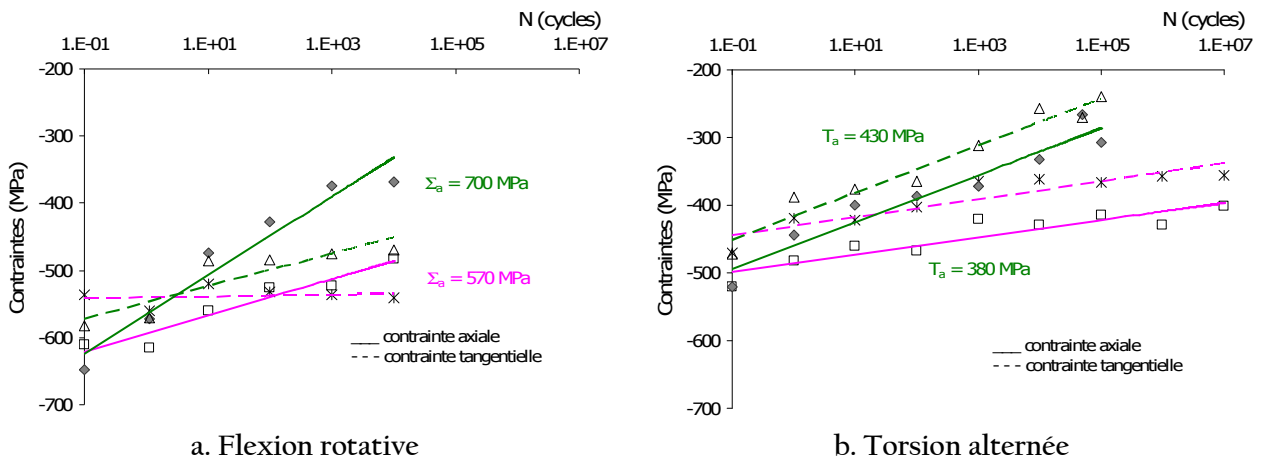 N (cycles)
1.E-01 1.E+01 1.E+03 1.E+05 1.E+07
-200
-300
-400
-500
-600
-700
Contraintes (MPa)
Σa = 700 MPa
Σa = 570 MPa
contrainte axiale
contrainte tangentielle
a. Flexion rotative
N (cycles)
1.E-01 1.E+01 1.E+03 1.E+05 1.E+07
-200
-300
-400
-500
-600
-700
Contraintes (MPa)
Ta = 430 MPa
Ta = 380 MPa
contrainte axiale
contrainte tangentielle
b. Torsion alternée